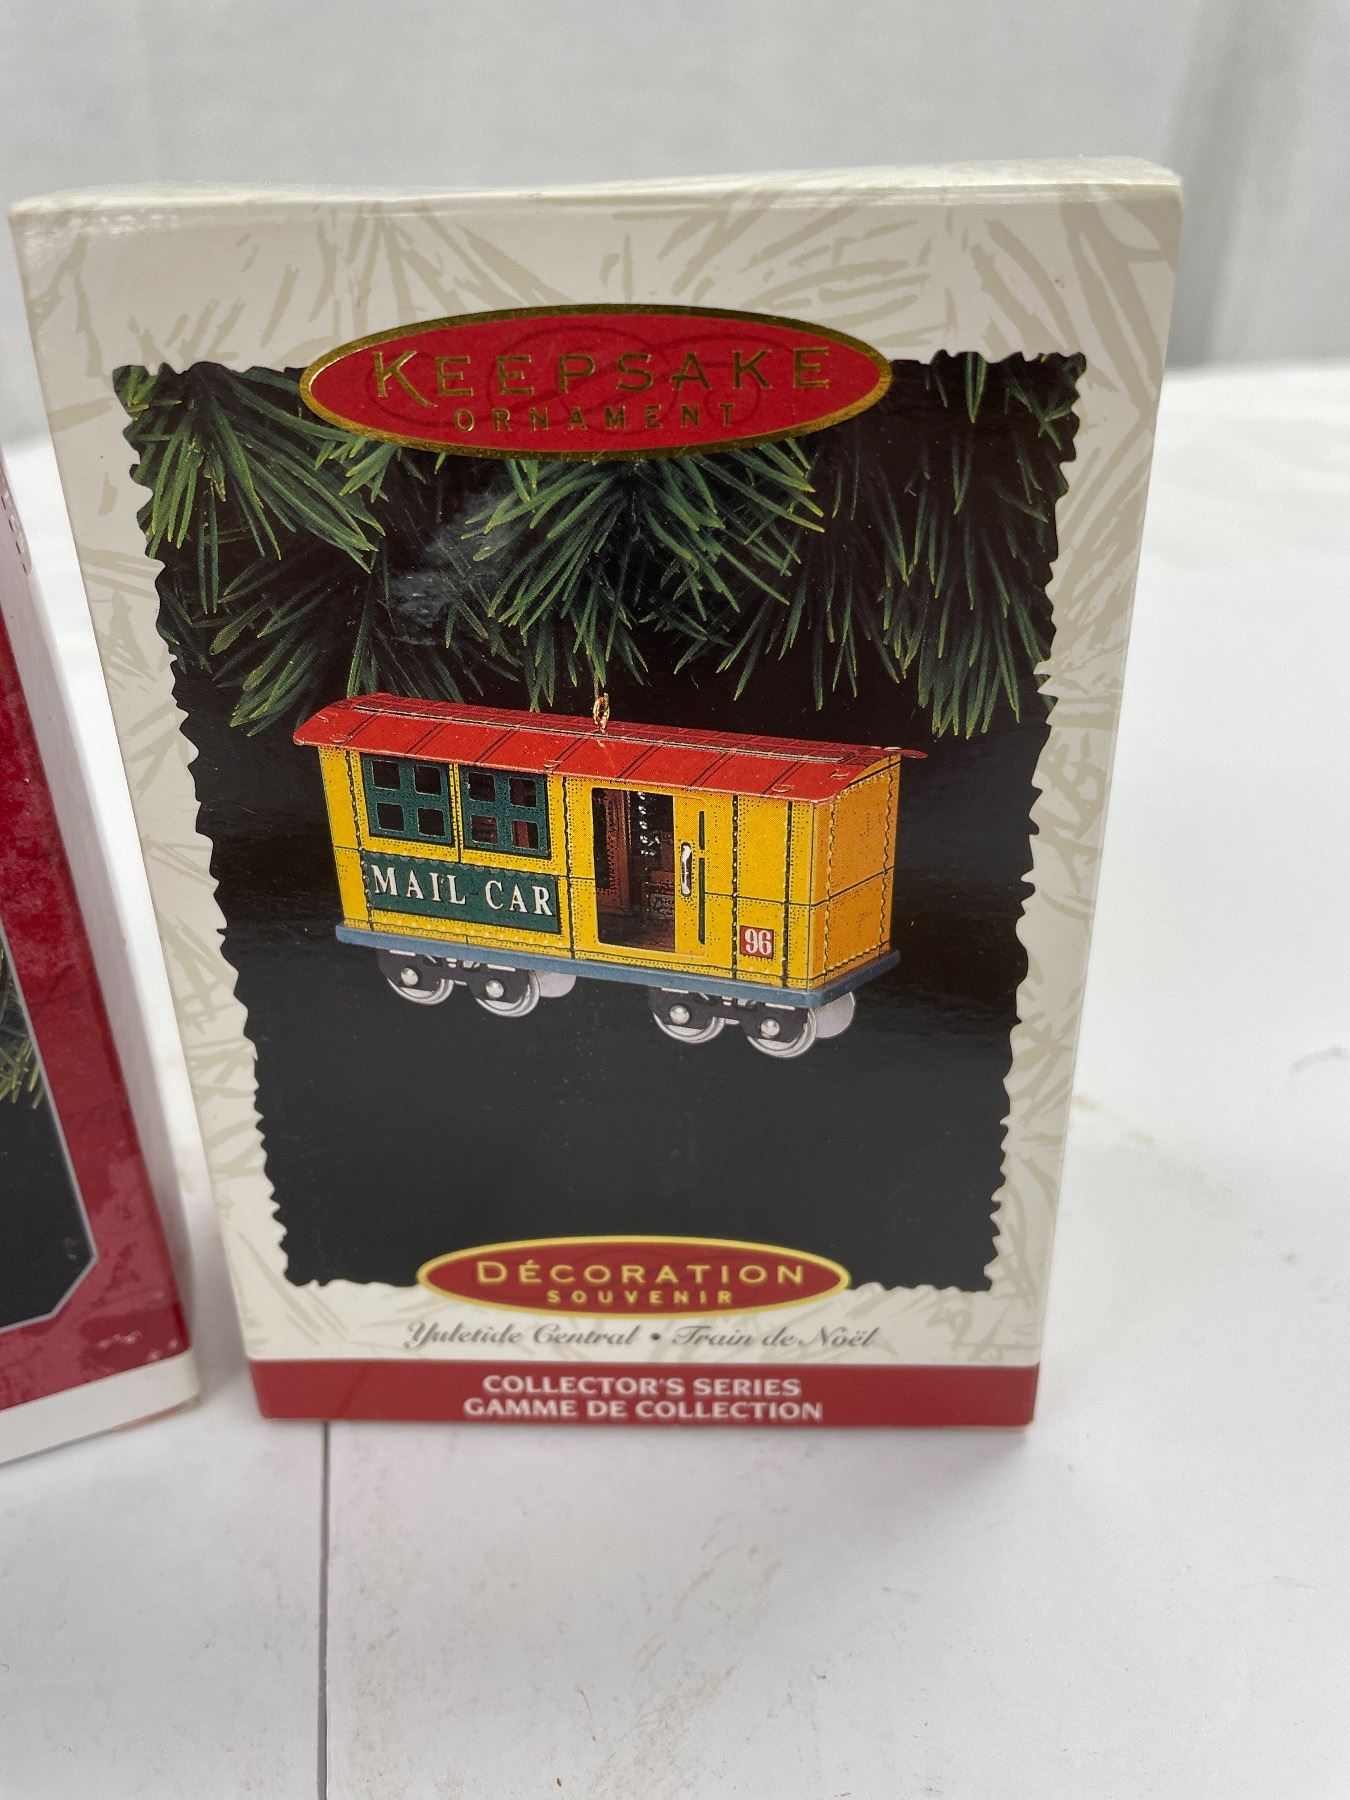 KEEPSAKE
ORNAMENT
MAIL CAR
96
DÉCORATION
SOUVENIR
Yuletide Central • Train de Noël
COLLECTOR'S SERIES
GAMME DE COLLECTION